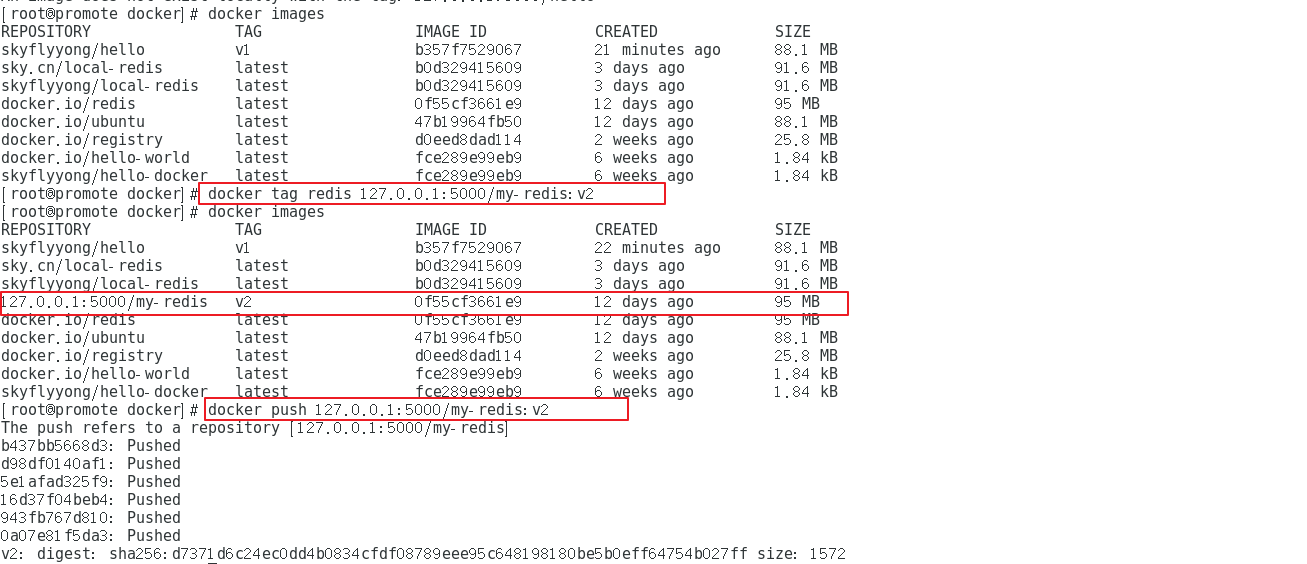 [root@promote docker]# docker images
REPOSITORY TAG IMAGE ID CREATED SIZE
skyflyyong/hello v1 b357f7529067 21 minutes ago 88.1 MB
sky.cn/local-redis latest b0d329415609 3 days ago 91.6 MB
skyflyyong/local-redis latest b0d329415609 3 days ago 91.6 MB
docker.io/redis latest 0f55cf3661e9 12 days ago 95 MB
docker.io/ubuntu latest 47b19964fb50 12 days ago 88.1 MB
docker.io/registry latest d0eed8dad114 2 weeks ago 25.8 MB
docker.io/hello-world latest fce289e99eb9 6 weeks ago 1.84 kB
skyflyyong/hello-docker latest fce289e99eb9 6 weeks ago 1.84 kB
[root@promote docker]# docker tag redis 127.0.0.1:5000/my-redis:v2
[root@promote docker]# docker images
REPOSITORY TAG IMAGE ID CREATED SIZE
skyflyyong/hello v1 b357f7529067 22 minutes ago 88.1 MB
sky.cn/local-redis latest b0d329415609 3 days ago 91.6 MB
skyflyyong/local-redis latest b0d329415609 3 days ago 91.6 MB
127.0.0.1:5000/my-redis v2 0f55cf3661e9 12 days ago 95 MB
docker.io/redis latest 0f55cf3661e9 12 days ago 95 MB
docker.io/ubuntu latest 47b19964fb50 12 days ago 88.1 MB
docker.io/registry latest d0eed8dad114 2 weeks ago 25.8 MB
docker.io/hello-world latest fce289e99eb9 6 weeks ago 1.84 kB
skyflyyong/hello-docker latest fce289e99eb9 6 weeks ago 1.84 kB
[root@promote docker]# docker push 127.0.0.1:5000/my-redis:v2
The push refers to a repository [127.0.0.1:5000/my-redis]
b437bb5668d3: Pushed
d98df0140af1: Pushed
5e1afad325f9: Pushed
16d37f04beb4: Pushed
943fb767d810: Pushed
0a07e81f5da3: Pushed
v2: digest: sha256:d7371d6c24ec0dd4b0834cfdf08789eee95c648198180be5b0eff64754b027ff size: 1572